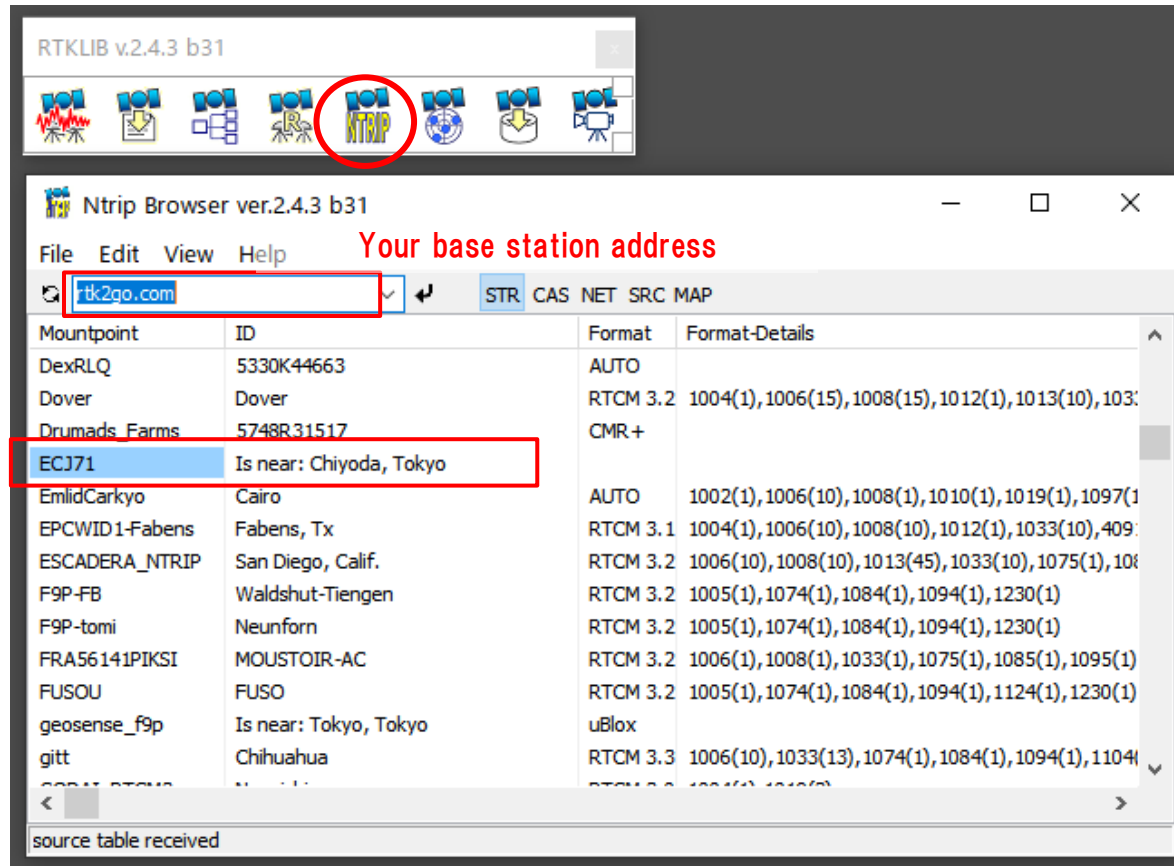 RTKLIB v.2.4.3 b31
x
R NTRIP
Ntrip Browser ver.2.4.3 b31
File Edit View Help Your base station address
rtk2go.com STR CAS NET SRC MAP
Mountpoint ID Format Format-Details
DexRLQ 5330K44663 AUTO
Dover Dover RTCM 3.2 1004(1),1006(15),1008(15),1012(1),1013(10),103
Drumads_Farms 5748R31517 CMR+
ECJ71 Is near: Chiyoda, Tokyo
EmlidCarkyo Cairo AUTO 1002(1),1006(10),1008(1),1010(1),1019(1),1097(1
EPCWID1-Fabens Fabens, Tx RTCM 3.1 1004(1),1006(10),1008(10),1012(1),1033(10),409
ESCADERA_NTRIP San Diego, Calif. RTCM 3.2 1006(10),1008(10),1013(45),1033(10),1075(1),108
F9P-FB Waldshut-Tiengen RTCM 3.2 1005(1),1074(1),1084(1),1094(1),1230(1)
F9P-tomi Neunforn RTCM 3.2 1005(1),1074(1),1084(1),1094(1),1230(1)
FRA56141PIKSI MOUSTOIR-AC RTCM 3.2 1006(1),1008(1),1033(1),1075(1),1085(1),1095(1)
FUSOU FUSO RTCM 3.2 1005(1),1074(1),1084(1),1094(1),1124(1),1230(1)
geosense_f9p Is near: Tokyo, Tokyo uBlox
gitt Chihuahua RTCM 3.3 1006(10),1033(13),1074(1),1084(1),1094(1),1104(
source table received